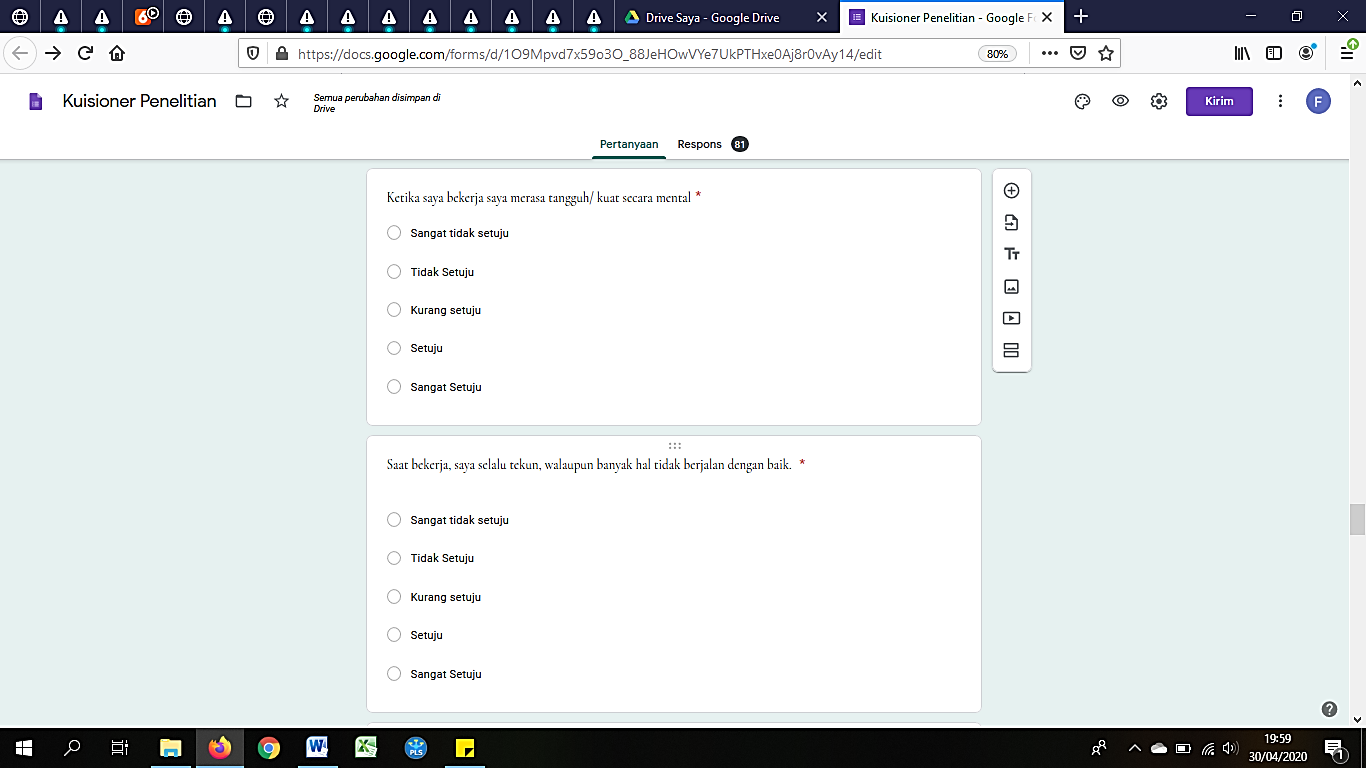 Drive Saya - Google Drive
Kuisioner Penelitian - Google F
https://docs.google.com/forms/d/1O9Mpvd7x59o3O_88JeHOwVYe7UkPTHxe0Aj8r0vAy14/edit
80%
Kuisioner Penelitian
Semua perubahan disimpan di
Drive
Kirim
F
Pertanyaan
Respons 81
Ketika saya bekerja saya merasa tangguh/ kuat secara mental *
Sangat tidak setuju
Tidak Setuju
Kurang setuju
Setuju
Sangat Setuju
Saat bekerja, saya selalu tekun, walaupun banyak hal tidak berjalan dengan baik. *
Sangat tidak setuju
Tidak Setuju
Kurang setuju
Setuju
Sangat Setuju
PLS
19:59
30/04/2020
1